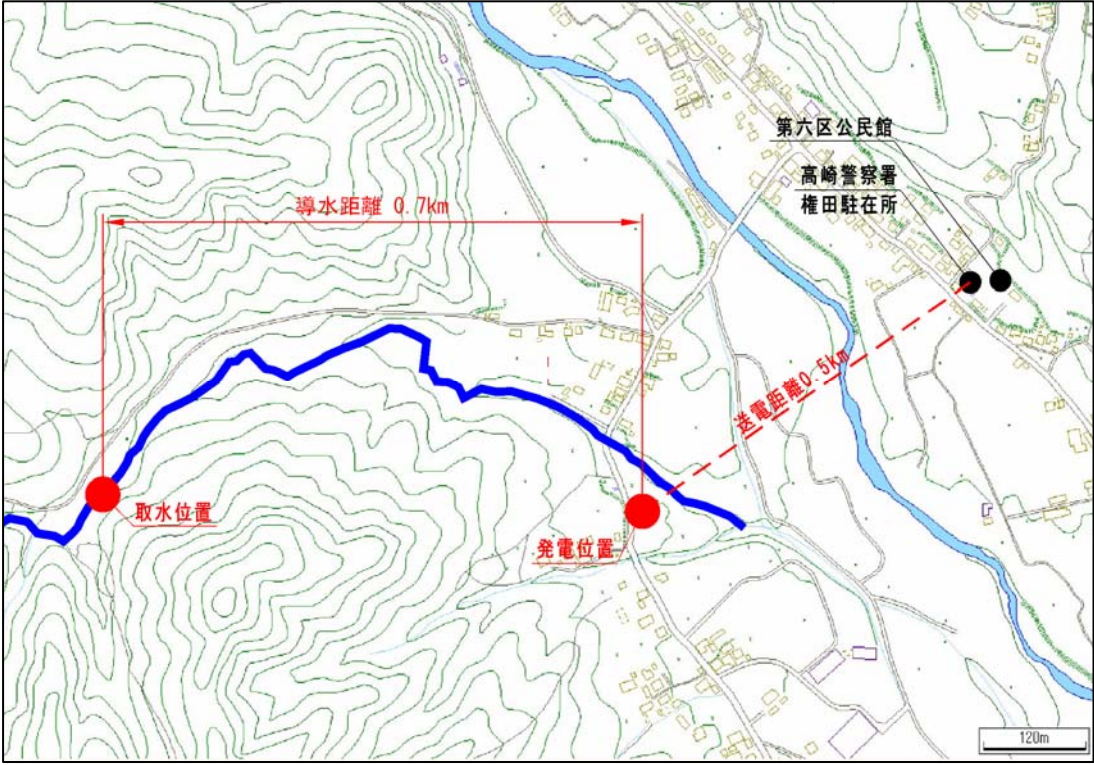 第六区公民館
高崎警察署
権田駐在所
導水距離 0.7km
送電距離0.5km
取水位置
発電位置
120m